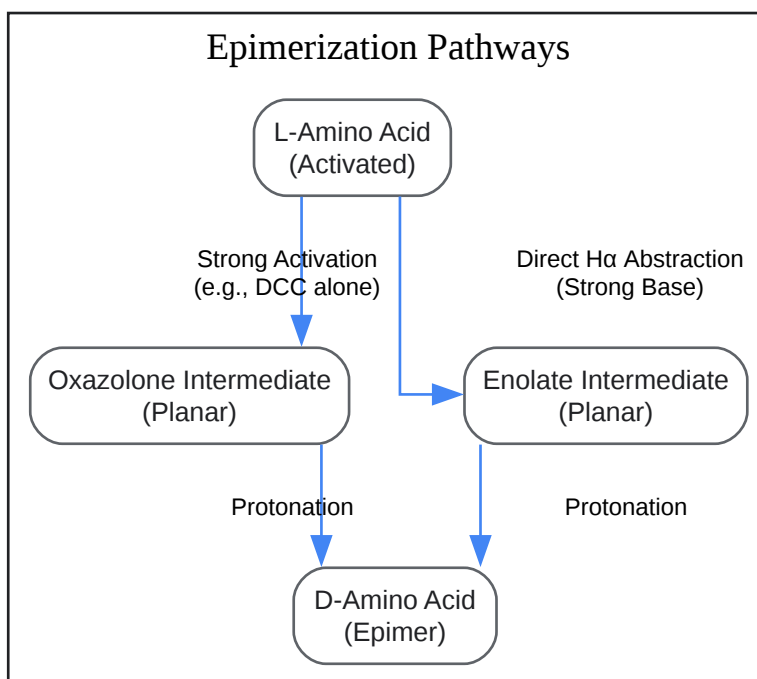 Epimerization Pathways
L-Amino Acid
(Activated)
Strong Activation
(e.g., DCC alone)
Direct Hα Abstraction
(Strong Base)
Oxazolone Intermediate
(Planar)
Enolate Intermediate
(Planar)
Protonation
Protonation
D-Amino Acid
(Epimer)